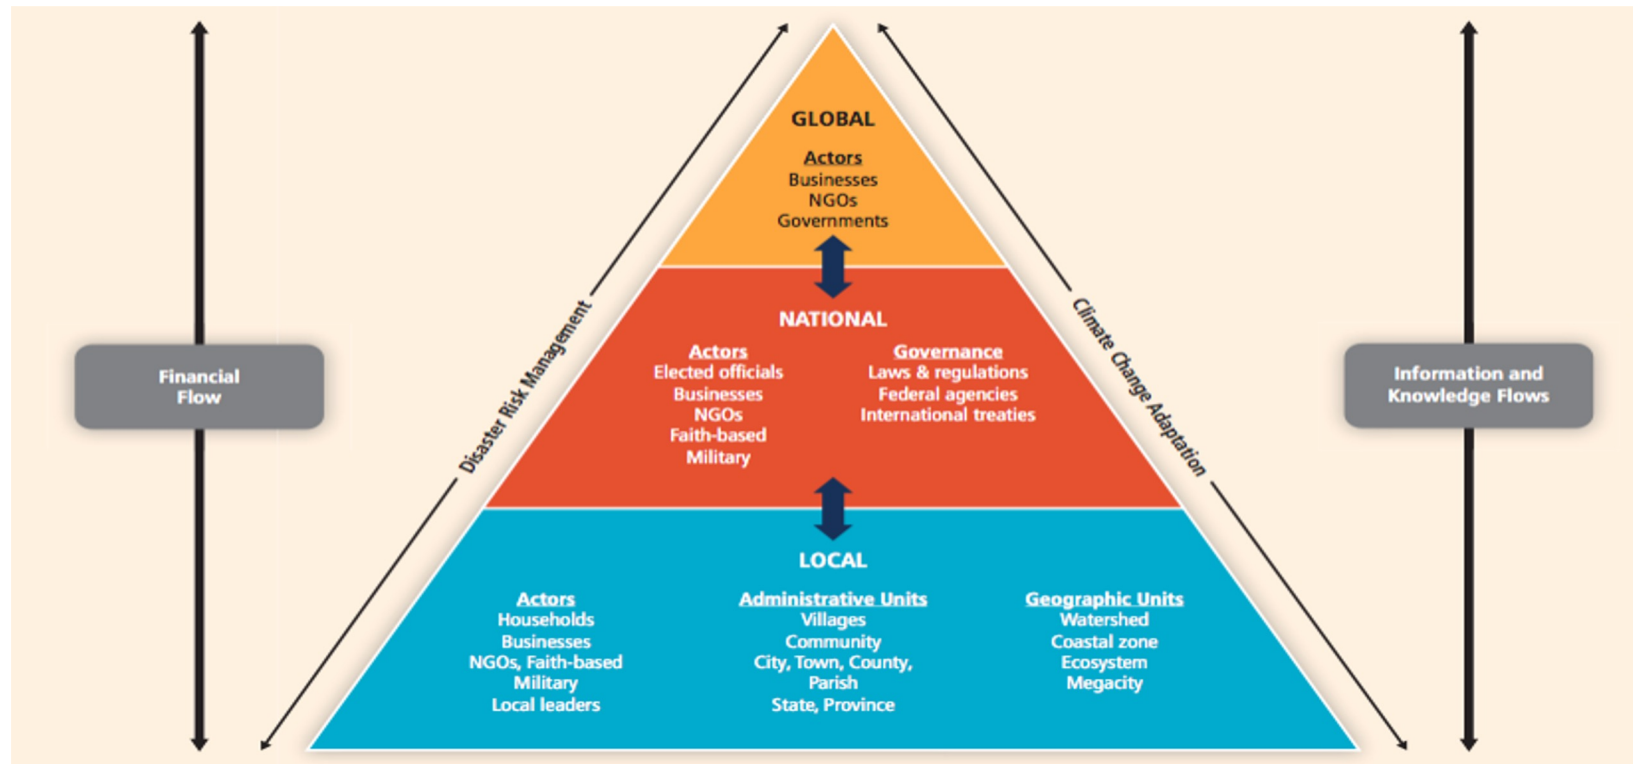 GLOBAL
Actors
Businesses
NGOs
Governments
NATIONAL
Actors
Elected officials
Businesses
NGOs
Faith-based
Military
Governance
Laws & regulations
Federal agencies
International treaties
LOCAL
Actors
Households
Businesses
NGOs, Faith-based
Military
Local leaders
Administrative Units
Villages
Community
City, Town, County,
Parish
State, Province
Geographic Units
Watershed
Coastal zone
Ecosystem
Megacity
Financial
Flow
Disaster Risk Management
Climate Change Adaptation
Information and
Knowledge Flows